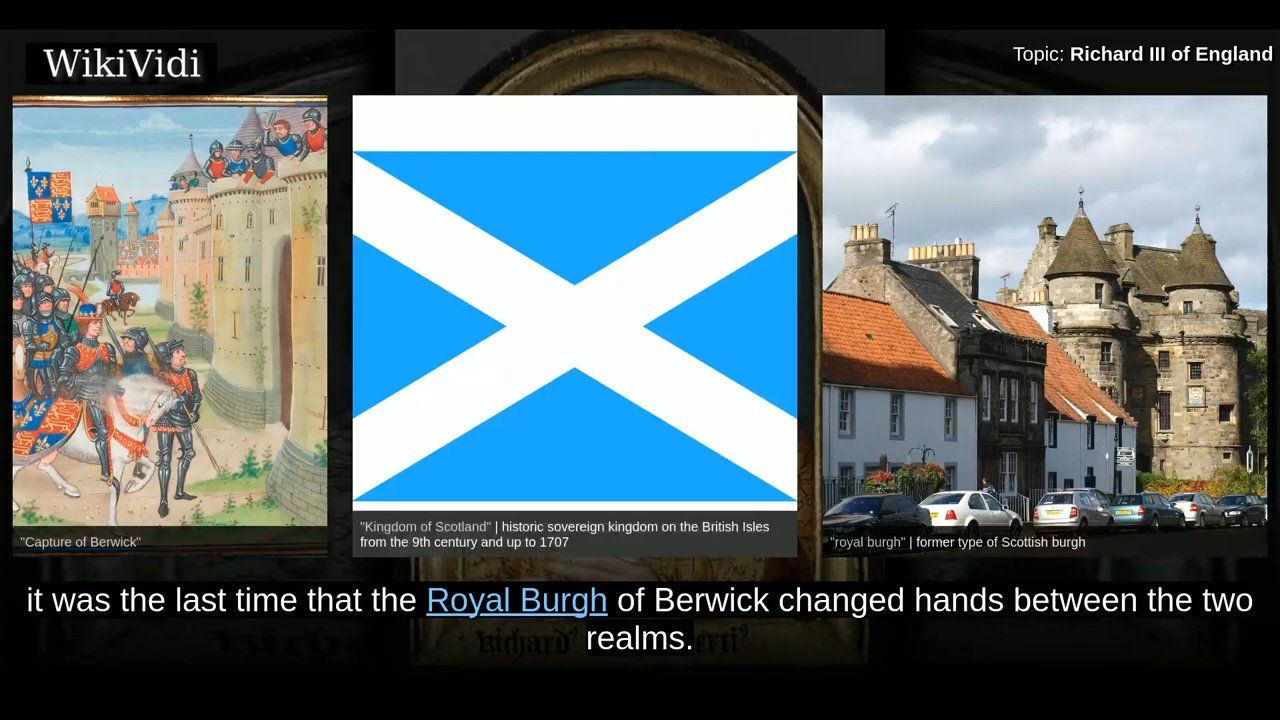 WikiVidi
Topic: Richard III of England
"Capture of Berwick"
"Kingdom of Scotland" | historic sovereign kingdom on the British Isles
from the 9th century and up to 1707
"royal burgh" | former type of Scottish burgh
it was the last time that the Royal Burgh of Berwick changed hands between the two
realms.